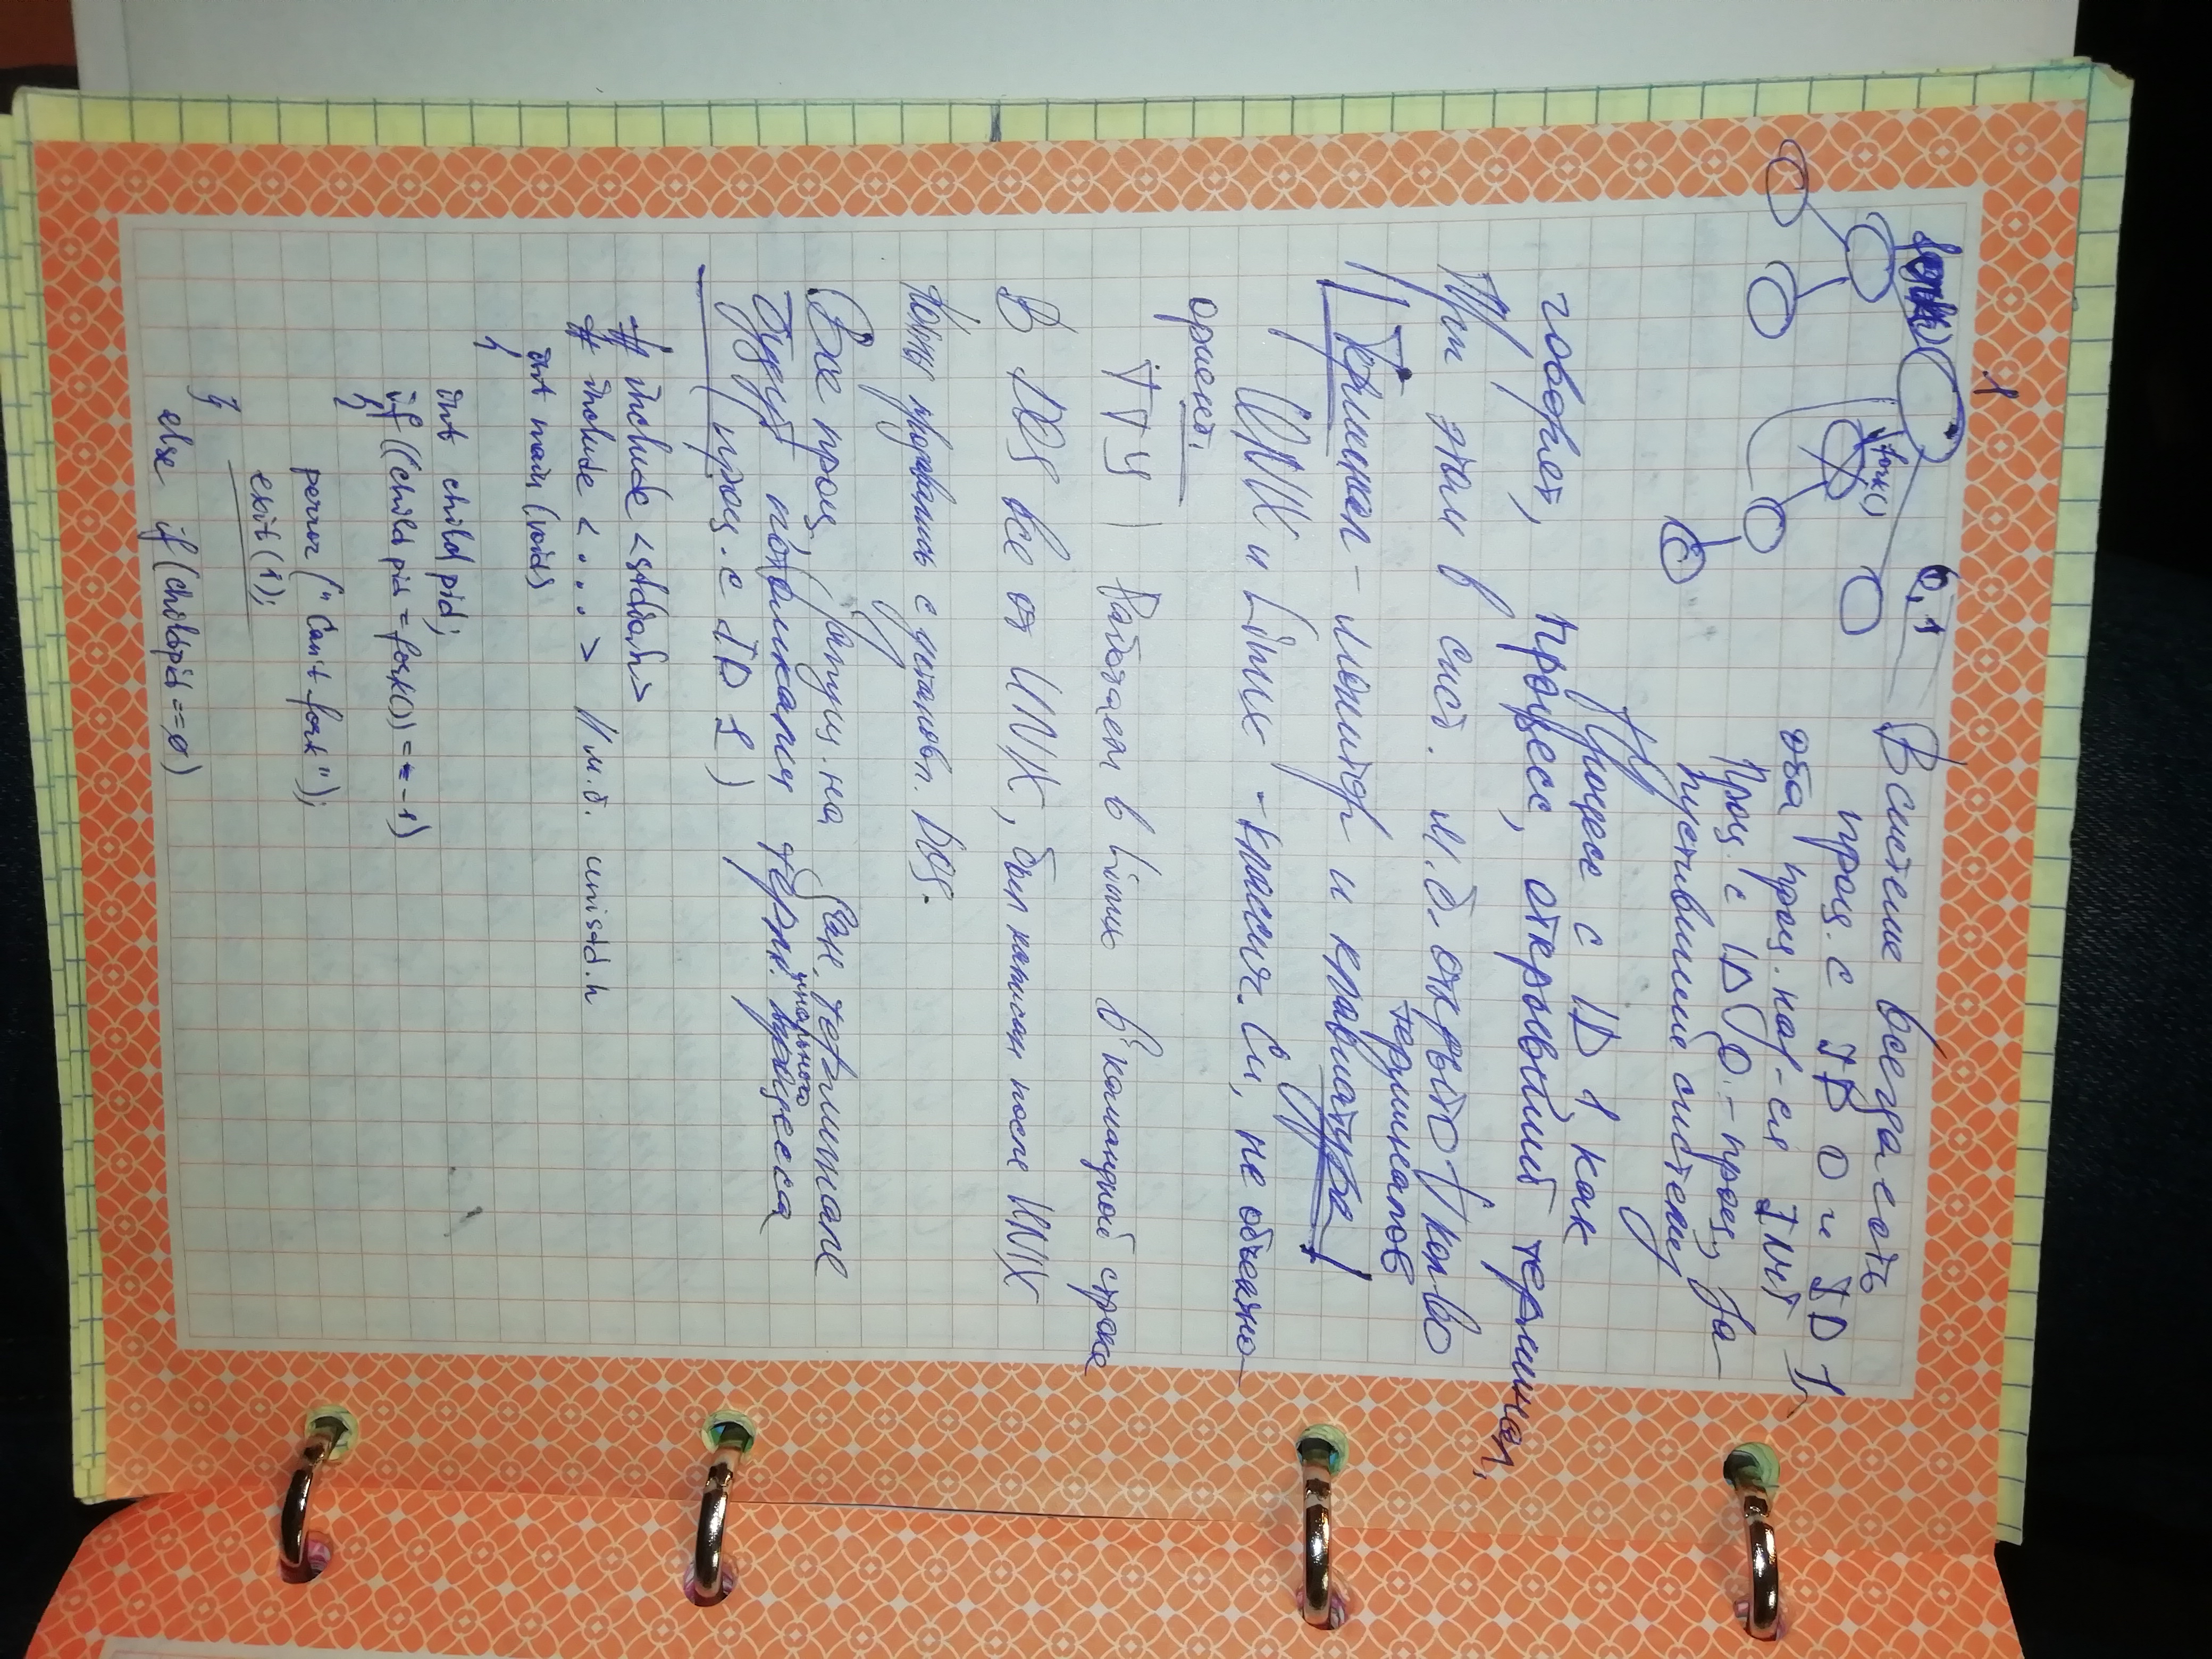 1
fork()
0, 1
fork()
В системе всегда есть
проц. с ID 0 и ID 1,
оба проц. наз-ся INIT
Проц. с ID 0 - проц., за-
пустивший систему
Процесс с ID 1, как
говорят, процесс, открывший терминал,
При этом в сист. м.б. открыто ∀ кол-во
терминалов
Терминал - монитор и клавиатура
UNIX и Linux - классич. Си, не объектно-
ориент.
TTY | Работаем в Linux в командной строке
В DOS все от UNIX, был написан после UNIX
Компы продавались с установл. DOS.
Все проц, запущ. на дан. терминале
будут потомками терминального процесса
(проц. с ID 1)
# include <stdio.h>
# include < . . . > // м.б. unistd.h
int main (void)
{
int childpid;
if ((childpid = fork()) == -1)
{
perror ("Can't fork");
exit (1);
}
else if (childpid == 0)